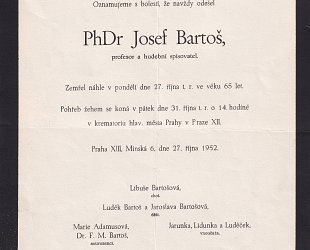 Oznamujeme s bolestí, že navždy odešel
PhDr Josef Bartoš,
profesor a hudební spisovatel.
Zemřel náhle v pondělí dne 27. října t. r. ve věku 65 let.
Pohřeb žehem se koná v pátek dne 31. října t. r. o 14. hodině
v krematoriu hlav. města Prahy v Praze XII.
Praha XIII, Minská 6, dne 27. října 1952.
Libuše Bartošová,
choť.
Luděk Bartoš a Jaroslava Bartošová,
děti.
Marie Adamusová,
Dr. F. M. Bartoš,
sourozenci.
Jarunka, Lidunka a Luděček,
vnoučata.